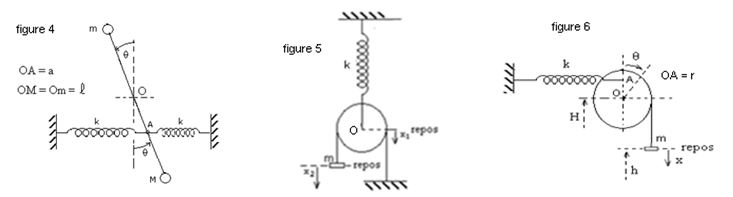 figure 4
m
θ
OA = a
OM = Om = ℓ
O
k
A
k
θ
M
figure 5
k
O
x₁ repos
m
repos
x₂
figure 6
k
θ
A
OA = r
O
H
m
repos
x
h